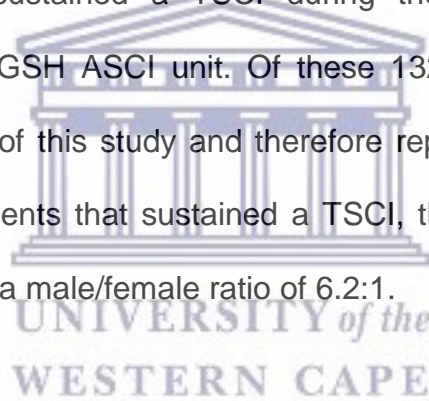 sustained a TSCI during the
GSH ASCI unit. Of these 132
of this study and therefore rep
ents that sustained a TSCI, th
a male/female ratio of 6.2:1.
UNIVERSITY of the
WESTERN CAPE